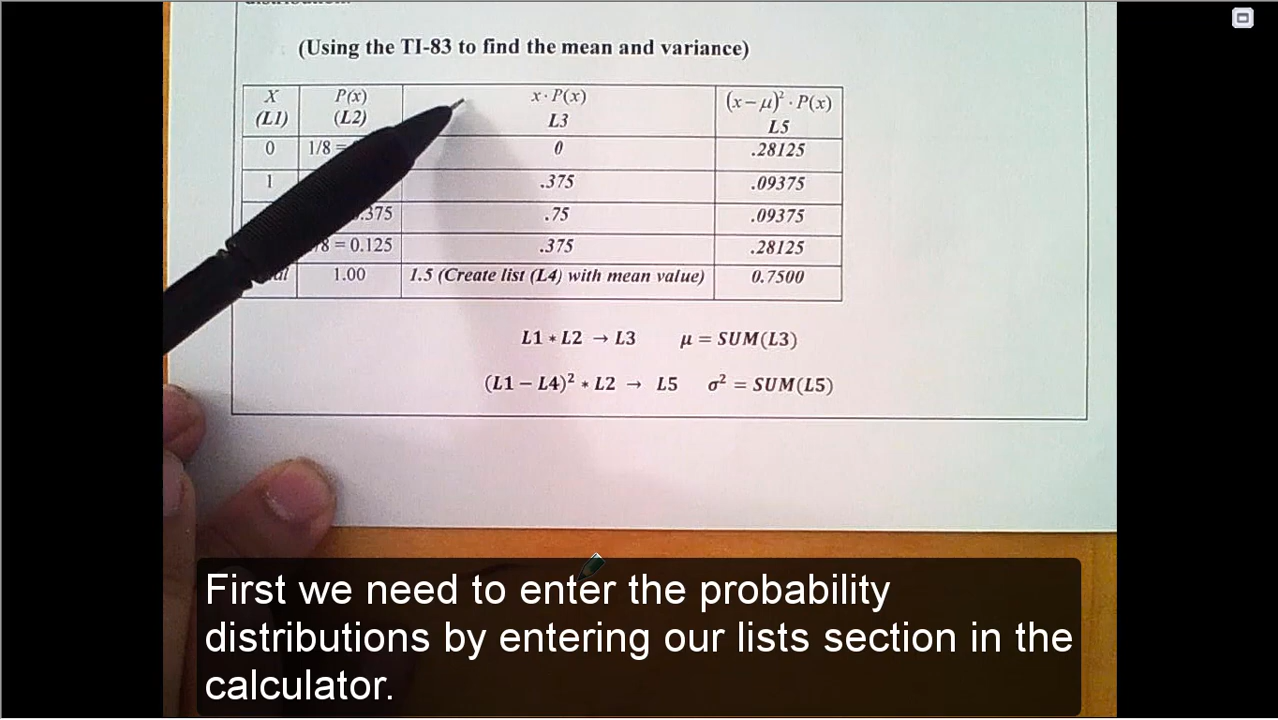 (Using the TI-83 to find the mean and variance)
X P(x) x · P(x) (x − μ)² · P(x)
(L1) (L2) L3 L5
0 1/8 = 0 .28125
1 .375 .09375
.375 .75 .09375
/8 = 0.125 .375 .28125
1.00 1.5 (Create list (L4) with mean value) 0.7500
L1 ∗ L2 → L3 μ = SUM(L3)
(L1 − L4)² ∗ L2 → L5 σ² = SUM(L5)
First we need to enter the probability
distributions by entering our lists section in the
calculator.